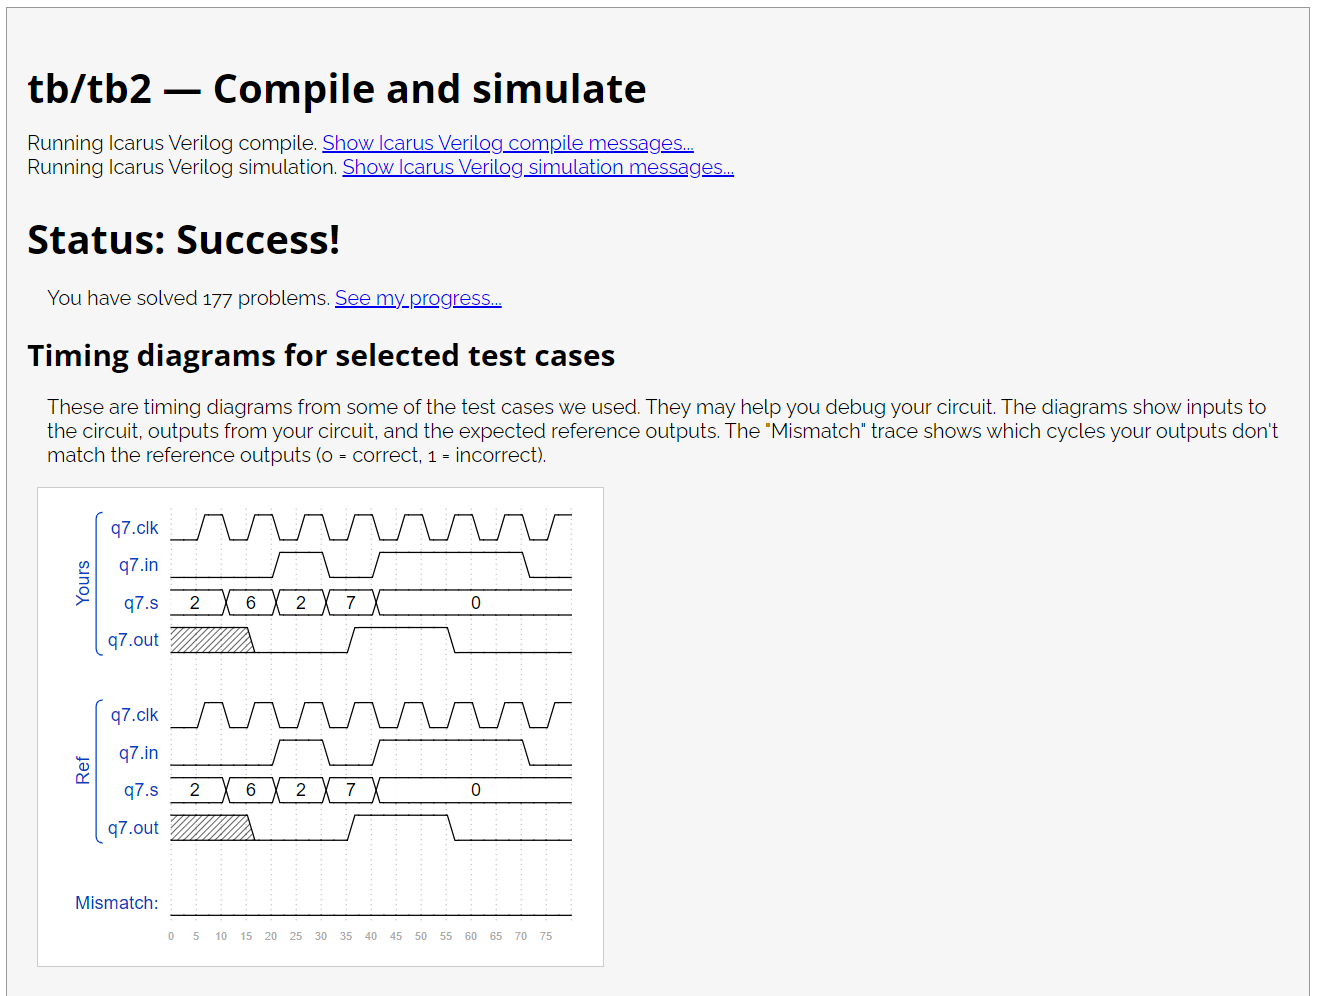 tb/tb2 — Compile and simulate
Running Icarus Verilog compile. Show Icarus Verilog compile messages...
Running Icarus Verilog simulation. Show Icarus Verilog simulation messages...
Status: Success!
You have solved 177 problems. See my progress...
Timing diagrams for selected test cases
These are timing diagrams from some of the test cases we used. They may help you debug your circuit. The diagrams show inputs to
the circuit, outputs from your circuit, and the expected reference outputs. The "Mismatch" trace shows which cycles your outputs don't
match the reference outputs (0 = correct, 1 = incorrect).
Yours
q7.clk
q7.in
q7.s 2 6 2 7 0
q7.out
Ref
q7.clk
q7.in
q7.s 2 6 2 7 0
q7.out
Mismatch:
0 5 10 15 20 25 30 35 40 45 50 55 60 65 70 75